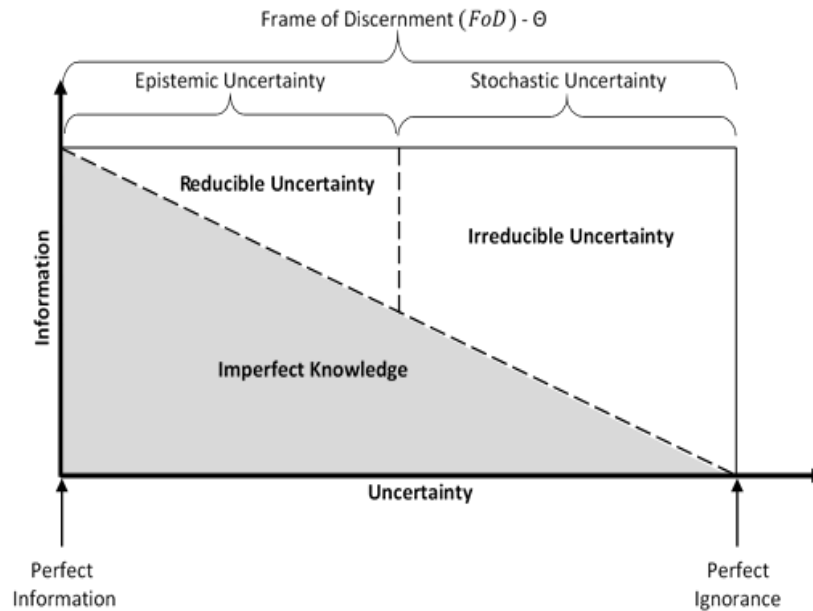 Frame of Discernment (FoD) - Θ
Epistemic Uncertainty
Stochastic Uncertainty
Reducible Uncertainty
Irreducible Uncertainty
Information
Imperfect Knowledge
Uncertainty
Perfect
Information
Perfect
Ignorance